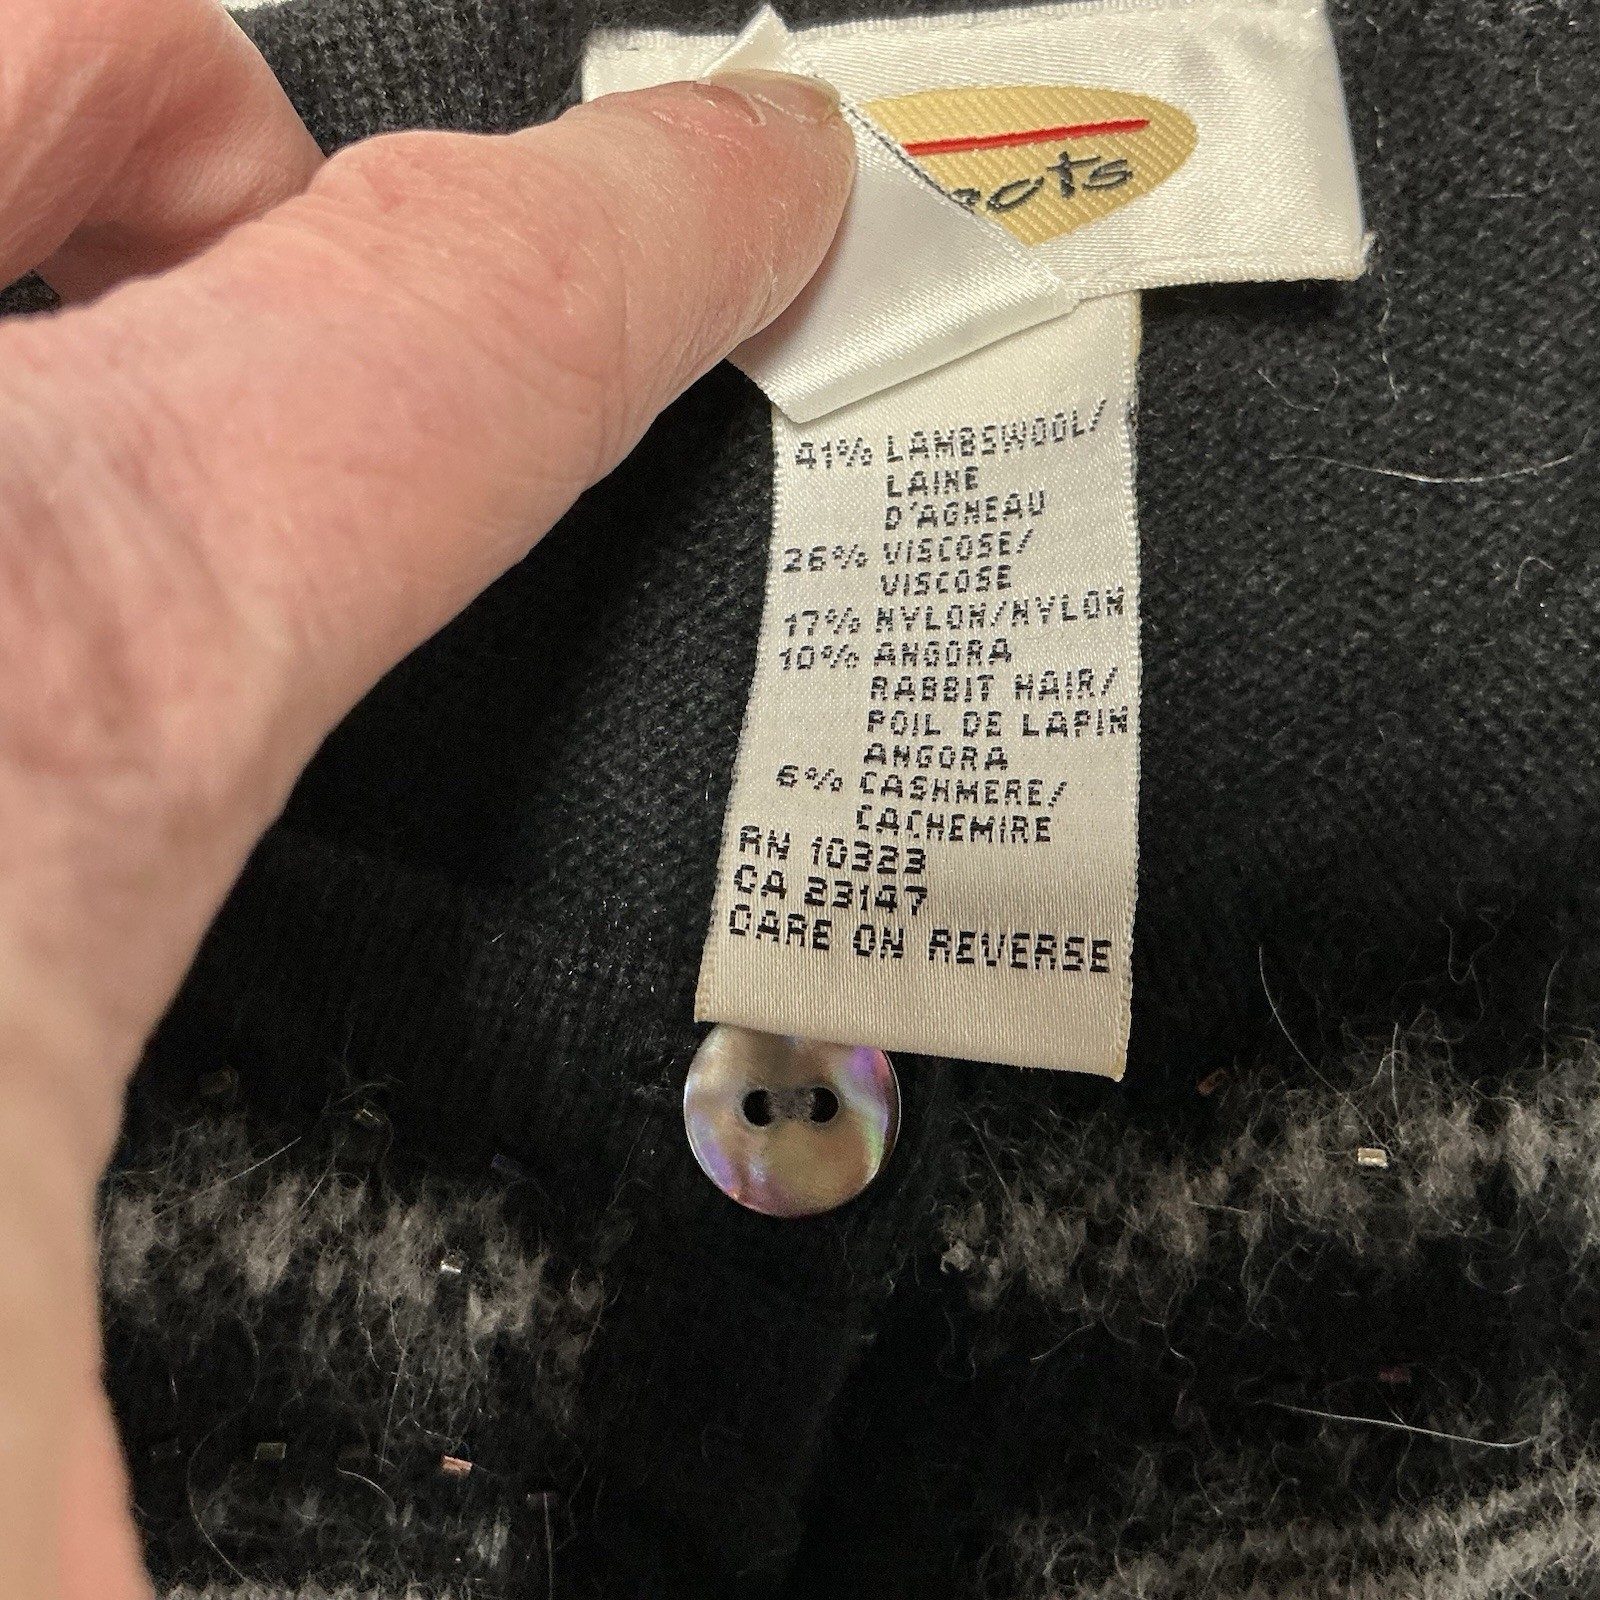 41% LAMBSWOOL/
LAINE
D'AGNEAU
26% VISCOSE/
VISCOSE
17% NYLON/NYLON
10% ANGORA
RABBIT HAIR/
POIL DE LAPIN
ANGORA
6% CASHMERE/
CACHEMIRE
RN 10323
CA 23147
CARE ON REVERSE